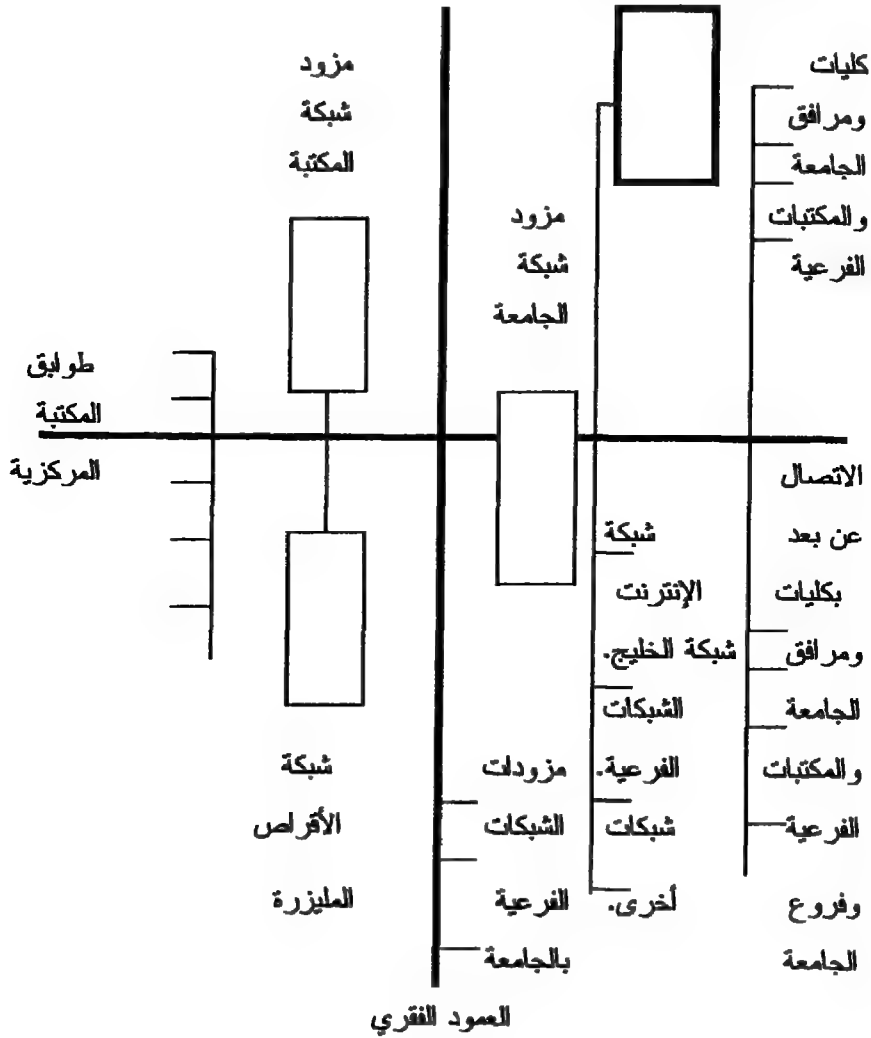 كليات
ومرافق
الجامعة
والمكتبات
الفرعية
مزود
شبكة
المكتبة
مزود
شبكة
الجامعة
طوابق
المكتبة
المركزية
الاتصال
عن بعد
بكليات
ومرافق
الجامعة
والمكتبات
الفرعية
وفروع
الجامعة
شبكة
الإنترنت
شبكة الخليج.
الشبكات
الفرعية.
شبكات
أخرى.
مزودات
الشبكات
الفرعية
بالجامعة
شبكة
الأقراص
المليزرة
العمود الفقري